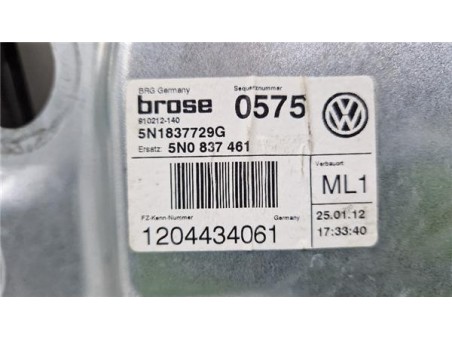 BRG Germany
Sequenznummer
brose 0575
910212-140
5N1837729G
Ersatz: 5N0 837 461
Verbauort
ML1
FZ-Kenn-Nummer Germany
25.01.12
1204434061
17:33:40